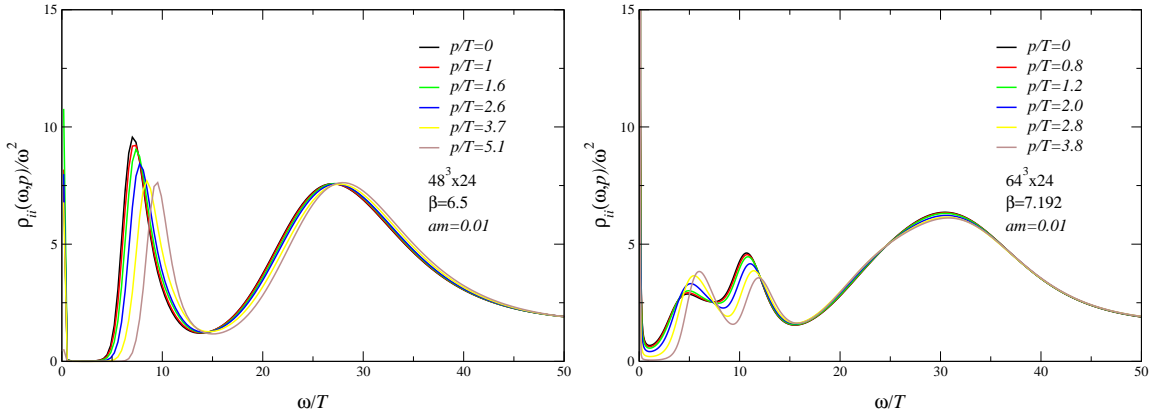 15
10
5
0
0
10
20
30
40
50
ω/T
ρii(ω,p)/ω²
p/T=0
p/T=1
p/T=1.6
p/T=2.6
p/T=3.7
p/T=5.1
48³x24
β=6.5
am=0.01
15
10
5
0
0
10
20
30
40
50
ω/T
ρii(ω,p)/ω²
p/T=0
p/T=0.8
p/T=1.2
p/T=2.0
p/T=2.8
p/T=3.8
64³x24
β=7.192
am=0.01